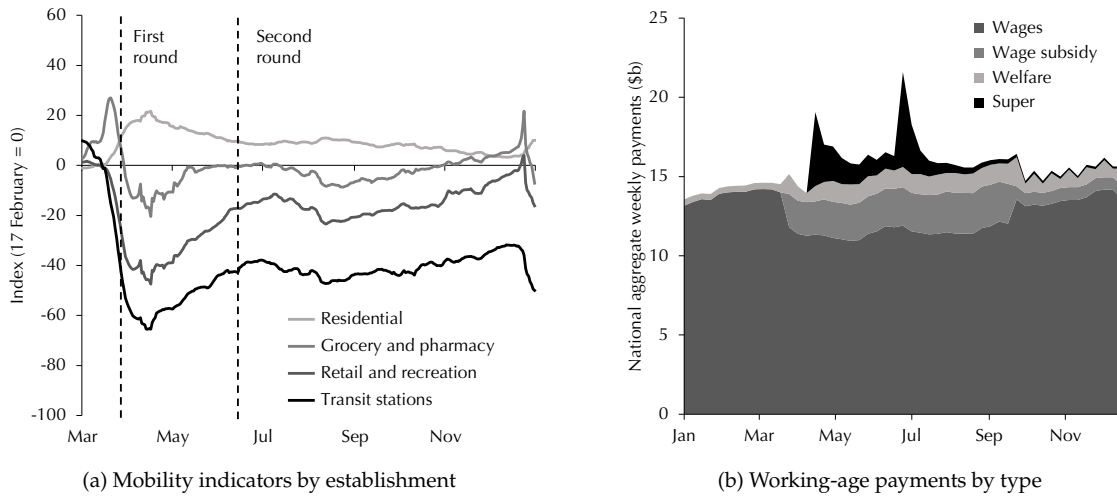 60
40
20
0
-20
-40
-60
-80
-100
Index (17 February = 0)
First
round
Second
round
Residential
Grocery and pharmacy
Retail and recreation
Transit stations
Mar
May
Jul
Sep
Nov
(a) Mobility indicators by establishment
25
20
15
10
5
0
National aggregate weekly payments ($b)
Wages
Wage subsidy
Welfare
Super
Jan
Mar
May
Jul
Sep
Nov
(b) Working-age payments by type